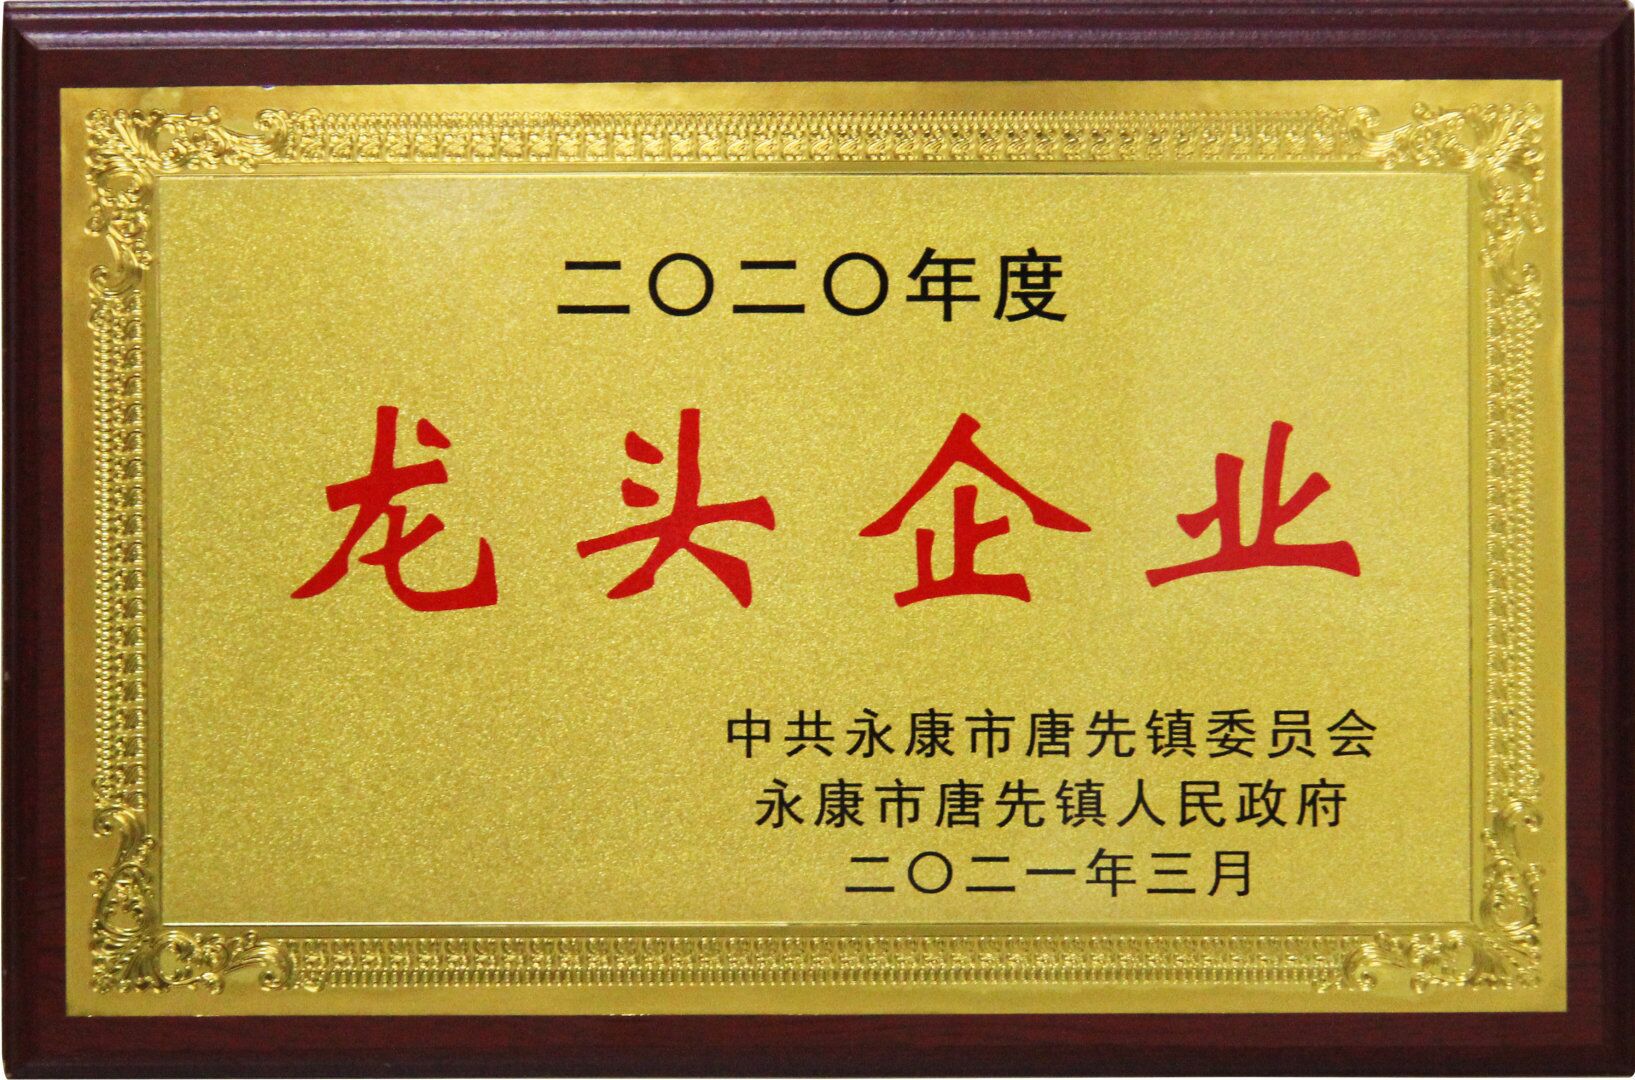 二〇二〇年度
龙头企业
中共永康市唐先镇委员会
永康市唐先镇人民政府
二〇二一年三月